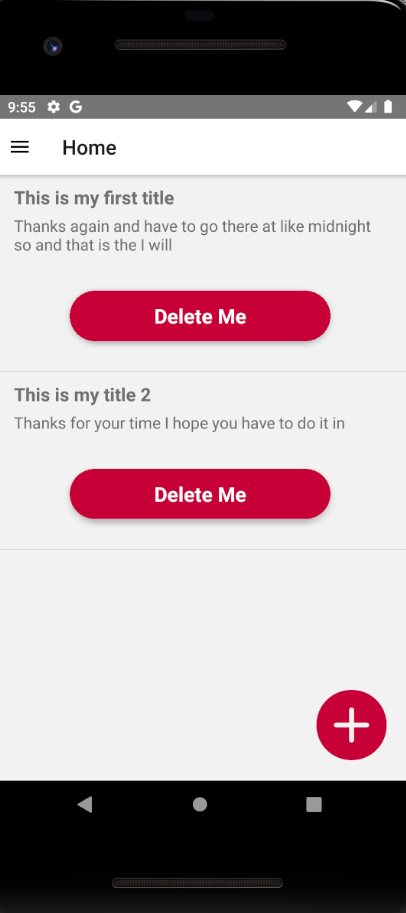 9:55 G
Home
This is my first title
Thanks again and have to go there at like midnight
so and that is the I will
Delete Me
This is my title 2
Thanks for your time I hope you have to do it in
Delete Me